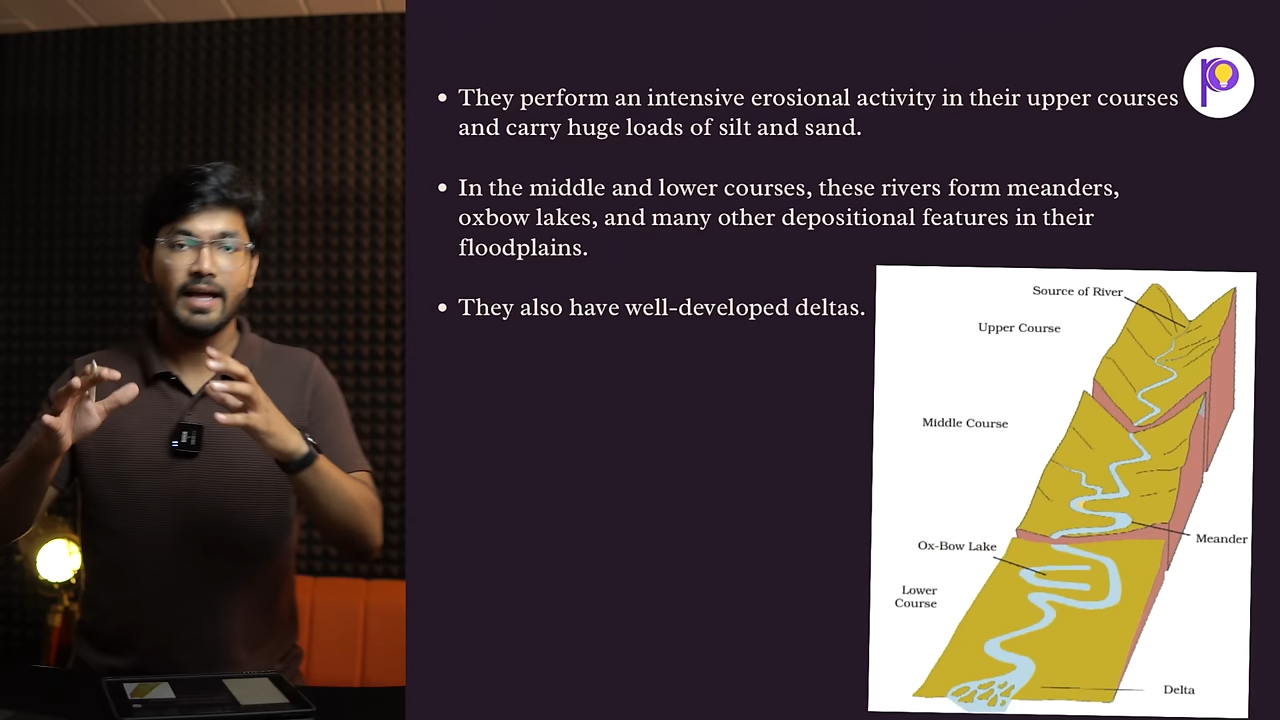 • They perform an intensive erosional activity in their upper courses
and carry huge loads of silt and sand.
• In the middle and lower courses, these rivers form meanders,
oxbow lakes, and many other depositional features in their
floodplains.
• They also have well-developed deltas.
Source of River
Upper Course
Middle Course
Meander
Ox-Bow Lake
Lower
Course
Delta